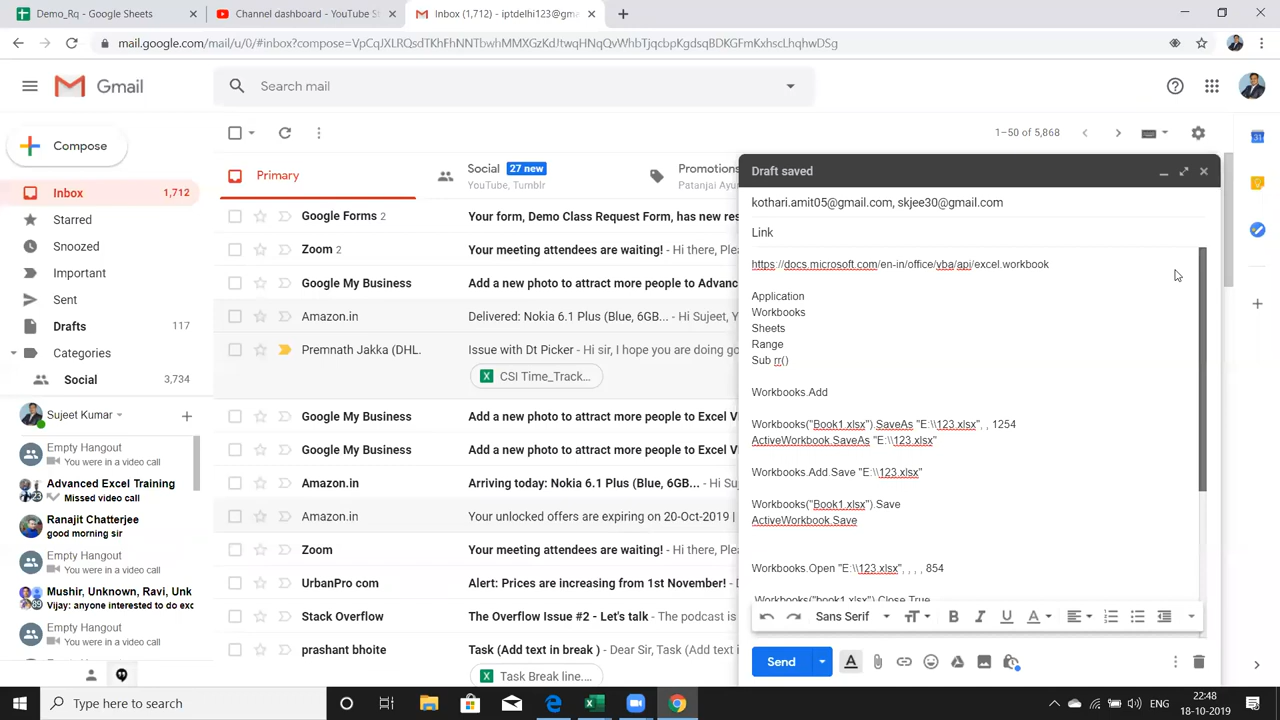 Demo_Rq - Google Sheets
Channel dashboard - YouTube S
Inbox (1,712) - iptdelhi123@gma
mail.google.com/mail/u/0/#inbox?compose=VpCqJXLRQsdTKhFhNNTbwhMMXGzKdJtwqHNqQvWhbTjqcbpKgdsqBDKGFmKxhscLhqhwDSg
Gmail
Search mail
Compose
1–50 of 5,868
Inbox 1,712
Starred
Snoozed
Important
Sent
Drafts 117
Categories
Social 3,734
Sujeet Kumar
Empty Hangout
You were in a video call
Advanced Excel Training
Missed video call
Ranajit Chatterjee
good morning sir
Empty Hangout
You were in a video call
Mushir, Unknown, Ravi, Unk
Vijay: anyone interested to do exc
Empty Hangout
You were in a video call
Primary
Social 27 new
YouTube, Tumblr
Promotions
Patanjai Ayu
Google Forms 2 Your form, Demo Class Request Form, has new res
Zoom 2 Your meeting attendees are waiting! - Hi there, Ple
Google My Business Add a new photo to attract more people to Advanc
Amazon.in Delivered: Nokia 6.1 Plus (Blue, 6GB... - Hi Sujeet, Y
Premnath Jakka (DHL. Issue with Dt Picker - Hi sir, I hope you are doing go
CSI Time_Track...
Google My Business Add a new photo to attract more people to Excel V
Google My Business Add a new photo to attract more people to Excel V
Amazon.in Arriving today: Nokia 6.1 Plus (Blue, 6GB... - Hi Su
Amazon.in Your unlocked offers are expiring on 20-Oct-2019 |
Zoom Your meeting attendees are waiting! - Hi there, Plea
UrbanPro com Alert: Prices are increasing from 1st November! - D
Stack Overflow The Overflow Issue #2 - Let's talk - The podcast is
prashant bhoite Task (Add text in break ) - Dear Sir, Task (Add text i
Task Break line....
Draft saved
kothari.amit05@gmail.com, skjee30@gmail.com
Link
https://docs.microsoft.com/en-in/office/vba/api/excel.workbook
Application
Workbooks
Sheets
Range
Sub rr()
Workbooks.Add
Workbooks("Book1.xlsx").SaveAs "E:\\123.xlsx", , 1254
ActiveWorkbook.SaveAs "E:\\123.xlsx"
Workbooks.Add.Save "E:\\123.xlsx"
Workbooks("Book1.xlsx").Save
ActiveWorkbook.Save
Workbooks.Open "E:\\123.xlsx", , , , 854
Workbooks("book1.xlsx").Close True
Sans Serif
Send
Type here to search
ENG
22:48
18-10-2019